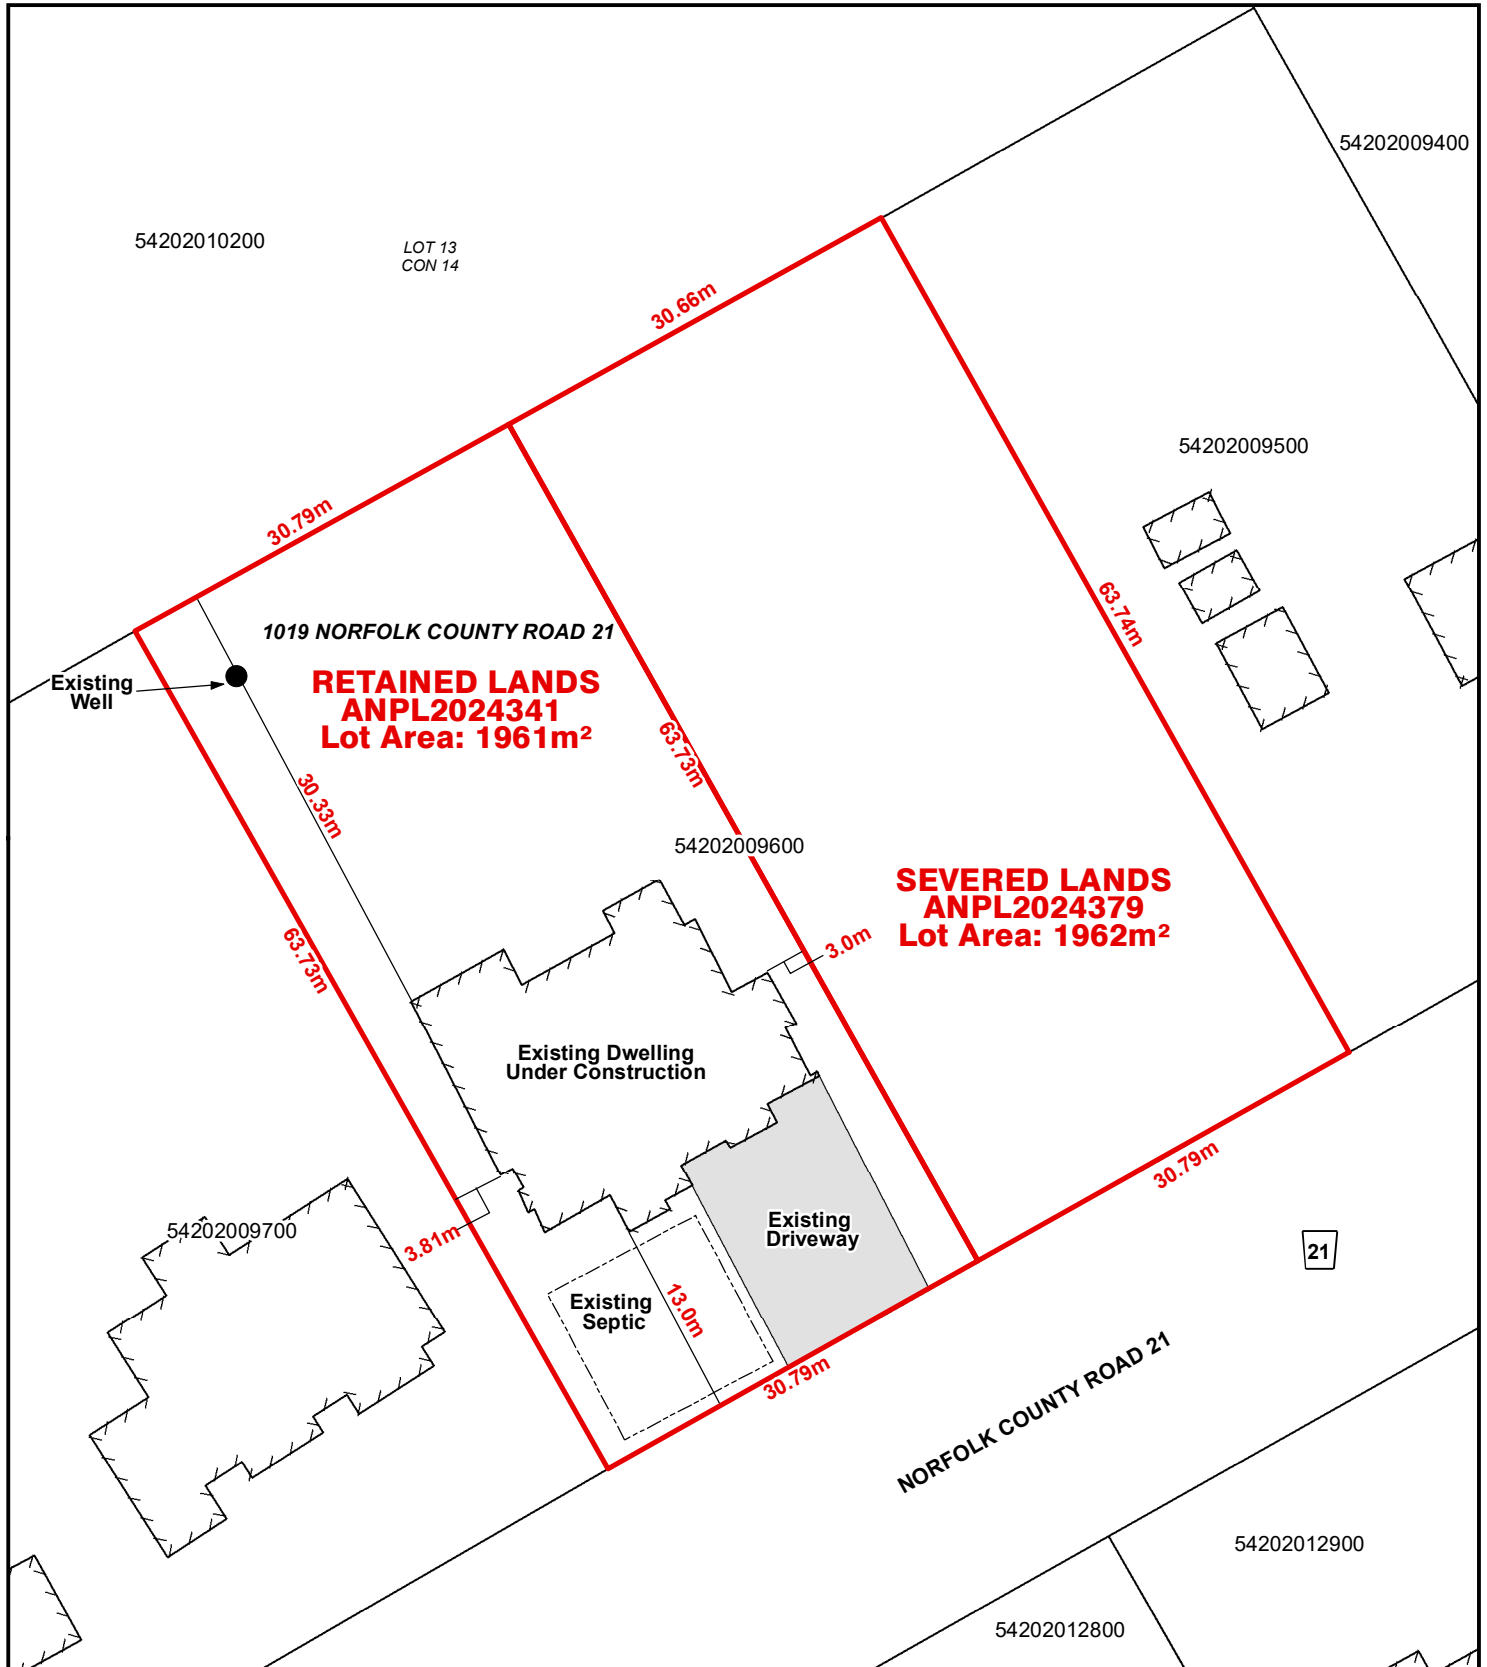 54202009400
54202010200
LOT 13
CON 14
30.66m
54202009500
30.79m
63.74m
1019 NORFOLK COUNTY ROAD 21
Existing
Well
RETAINED LANDS
ANPL2024341
Lot Area: 1961m²
63.73m
30.33m
54202009600
SEVERED LANDS
ANPL2024379
Lot Area: 1962m²
3.0m
63.73m
Existing Dwelling
Under Construction
30.79m
54202009700
3.81m
Existing
Driveway
21
Existing
Septic
13.0m
30.79m
NORFOLK COUNTY ROAD 21
54202012900
54202012800